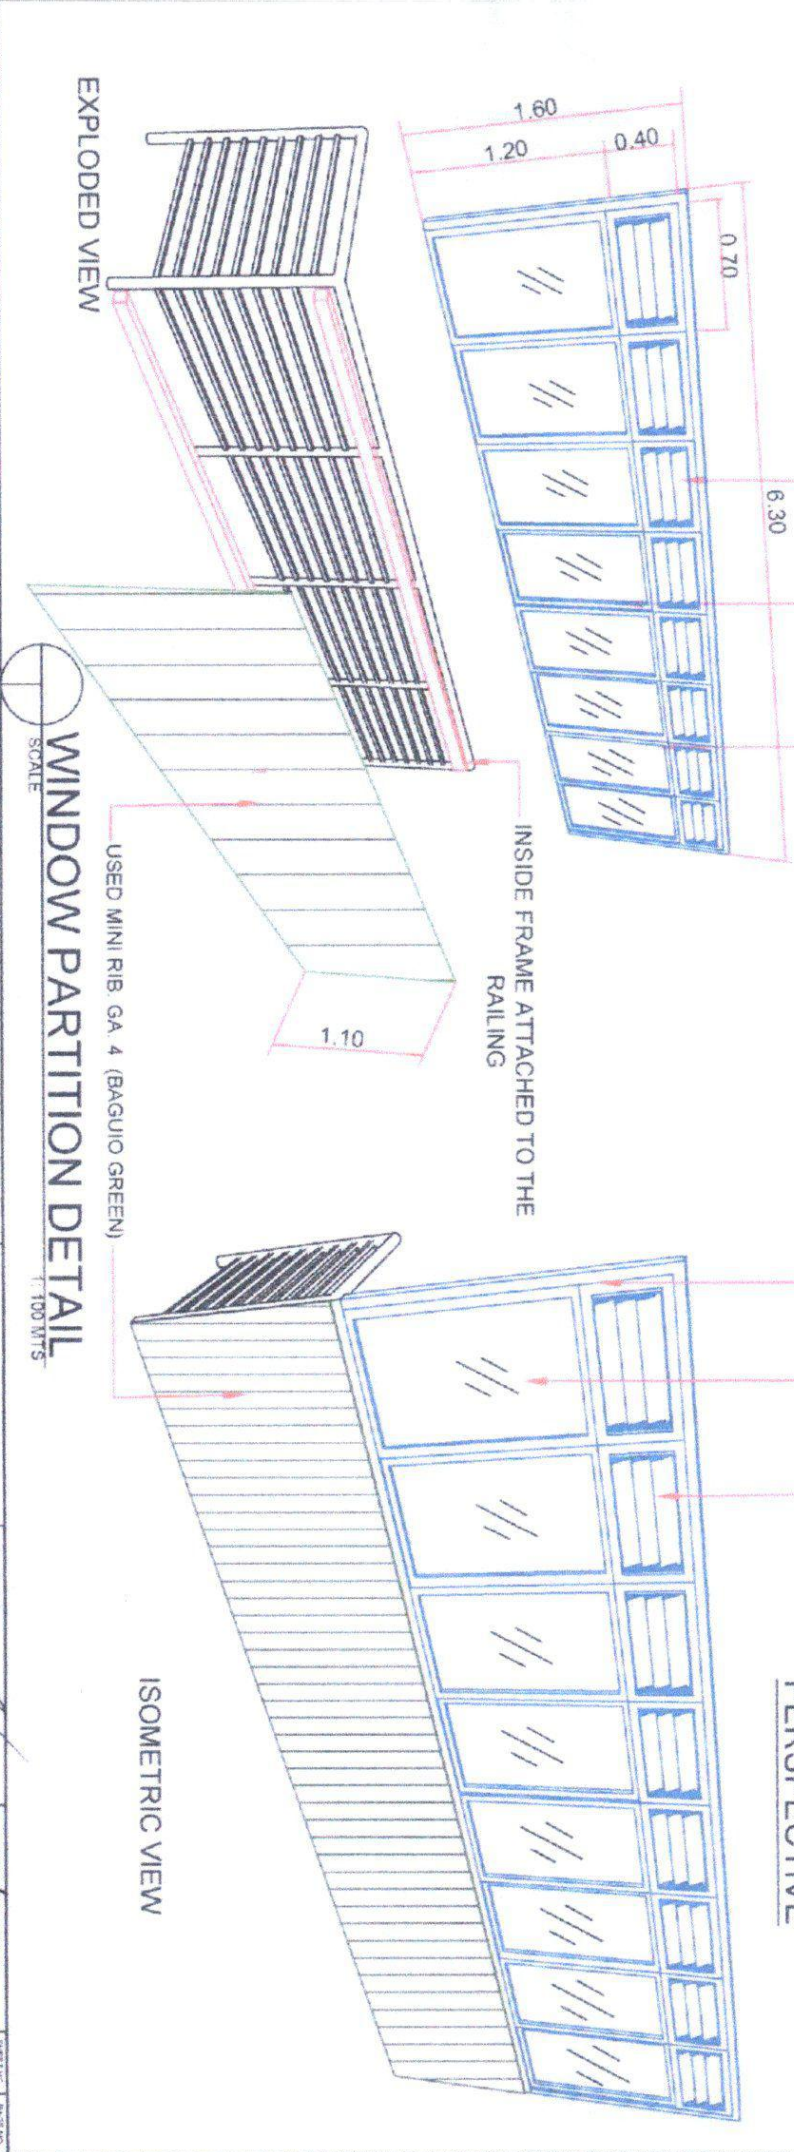 PERSPECTIVE
6.30
0.70
0.40
1.20
1.60
INSIDE FRAME ATTACHED TO THE
RAILING
1.10
EXPLODED VIEW
USED MINI RIB. GA. 4 (BAGUIO GREEN)
ISOMETRIC VIEW
WINDOW PARTITION DETAIL
SCALE
1:100 MTS